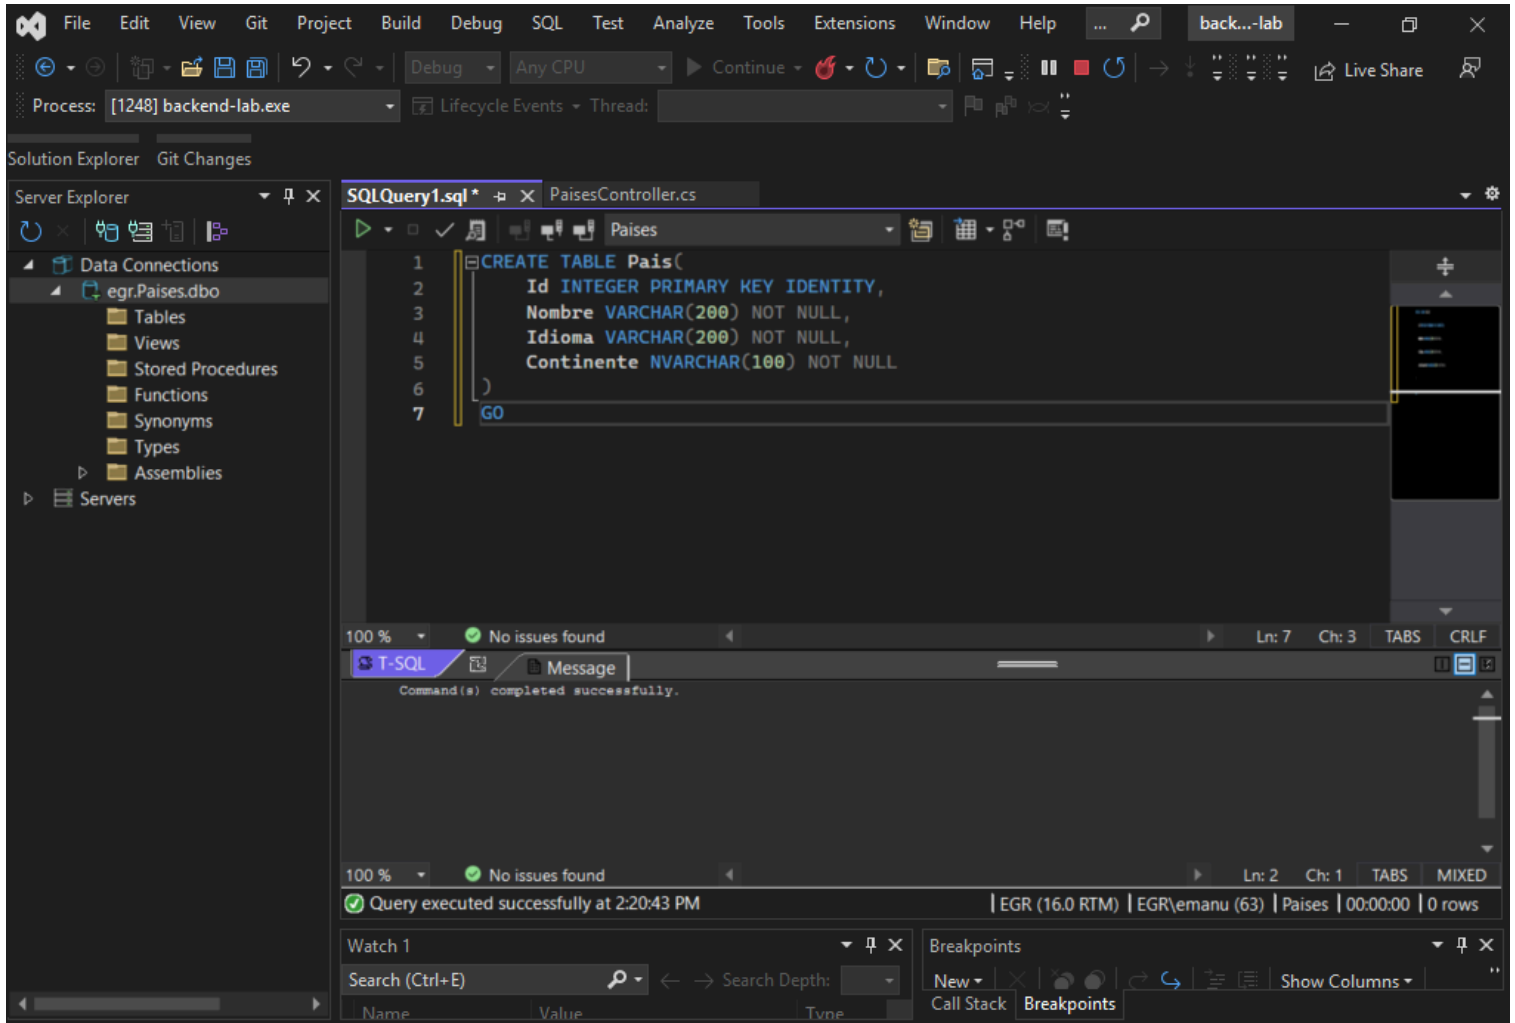 File Edit View Git Project Build Debug SQL Test Analyze Tools Extensions Window Help ... back...-lab
Debug Any CPU Continue Live Share
Process: [1248] backend-lab.exe Lifecycle Events Thread:
Solution Explorer Git Changes
Server Explorer
Data Connections
egr.Paises.dbo
Tables
Views
Stored Procedures
Functions
Synonyms
Types
Assemblies
Servers
SQLQuery1.sql * PaisesController.cs
Paises
1 CREATE TABLE Pais(
2 Id INTEGER PRIMARY KEY IDENTITY,
3 Nombre VARCHAR(200) NOT NULL,
4 Idioma VARCHAR(200) NOT NULL,
5 Continente NVARCHAR(100) NOT NULL
6 )
7 GO
100 % No issues found Ln: 7 Ch: 3 TABS CRLF
T-SQL Message
Command(s) completed successfully.
100 % No issues found Ln: 2 Ch: 1 TABS MIXED
Query executed successfully at 2:20:43 PM EGR (16.0 RTM) EGR\emanu (63) Paises 00:00:00 0 rows
Watch 1
Search (Ctrl+E) Search Depth:
Name Value Type
Breakpoints
New Show Columns
Call Stack Breakpoints